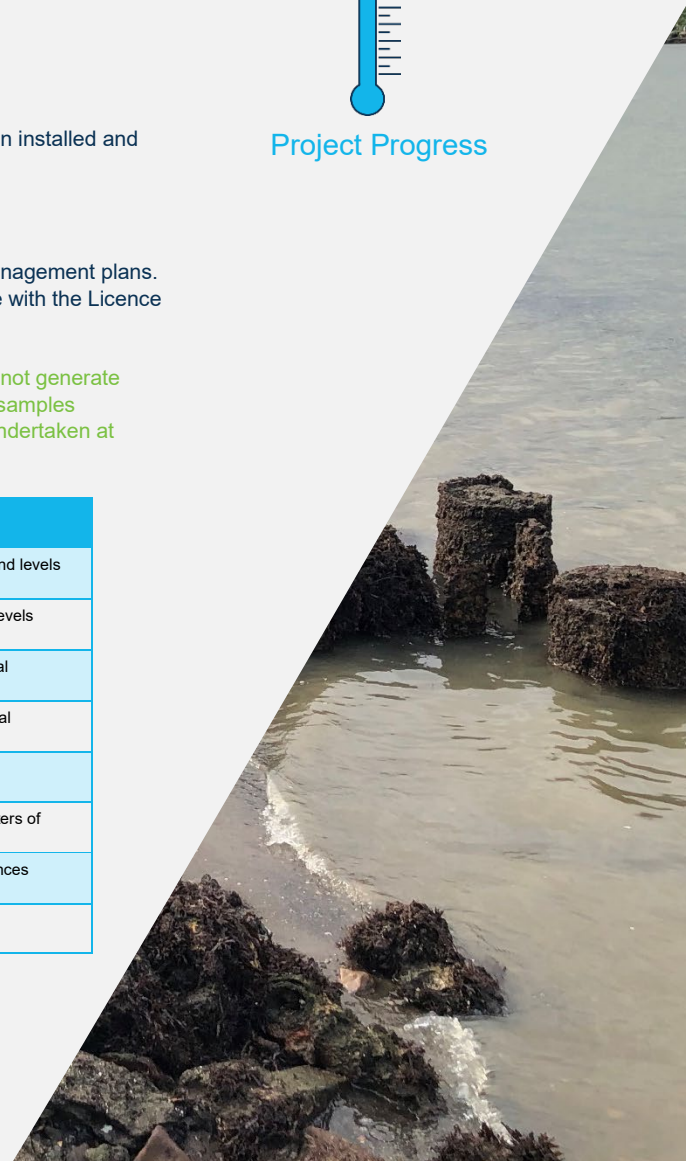 n installed and
Project Progress
nagement plans.
with the Licence
not generate
samples
ndertaken at
nd levels
evels
al
al
ers of
nces